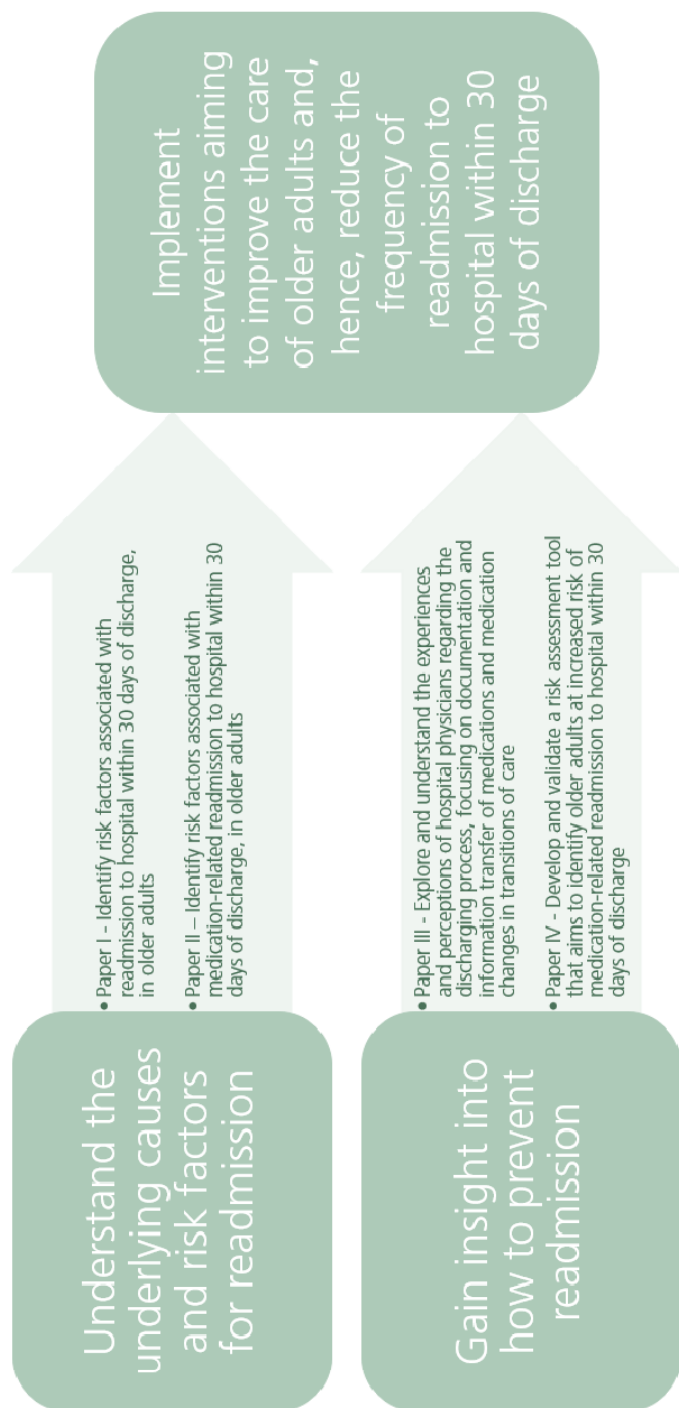 Understand the
underlying causes
and risk factors
for readmission
• Paper I - Identify risk factors associated with
readmission to hospital within 30 days of discharge,
in older adults
• Paper II – Identify risk factors associated with
medication-related readmission to hospital within 30
days of discharge, in older adults
Gain insight into
how to prevent
readmission
• Paper III - Explore and understand the experiences
and perceptions of hospital physicians regarding the
discharging process, focusing on documentation and
information transfer of medications and medication
changes in transitions of care
• Paper IV - Develop and validate a risk assessment tool
that aims to identify older adults at increased risk of
medication-related readmission to hospital within 30
days of discharge
Implement
interventions aiming
to improve the care
of older adults and,
hence, reduce the
frequency of
readmission to
hospital within 30
days of discharge